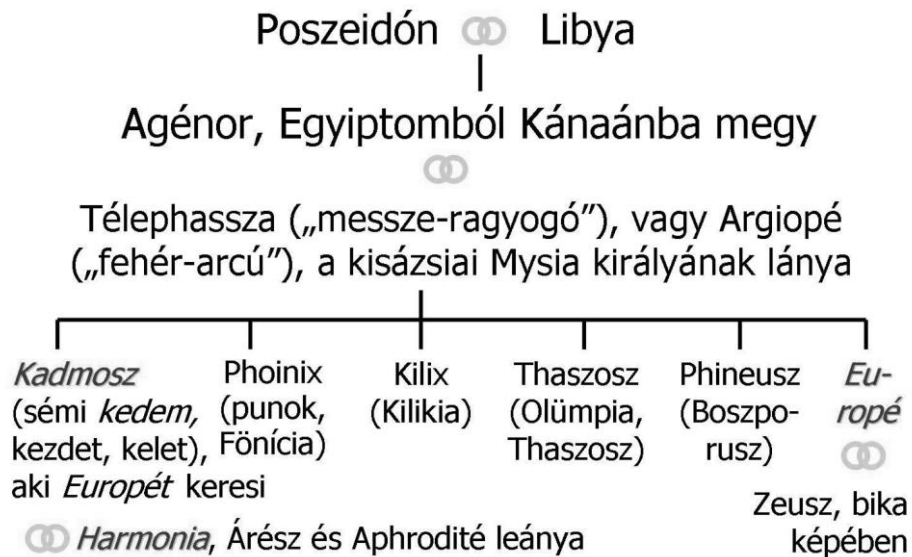 Poszeidón Libya
Agénor, Egyiptomból Kánaánba megy
Télephassza („messze-ragyogó”), vagy Argiopé
(„fehér-arcú”), a kisázsiai Mysia királyának lánya
Kadmosz
(sémi kedem,
kezdet, kelet),
aki Európét keresi
Phoinix
(punok,
Fönícia)
Kilix
(Kilikia)
Thaszosz
(Olümpia,
Thaszosz)
Phineusz
(Boszpo-
rusz)
Eu-
ropé
Zeusz, bika
képében
Harmonia, Árész és Aphrodité leánya